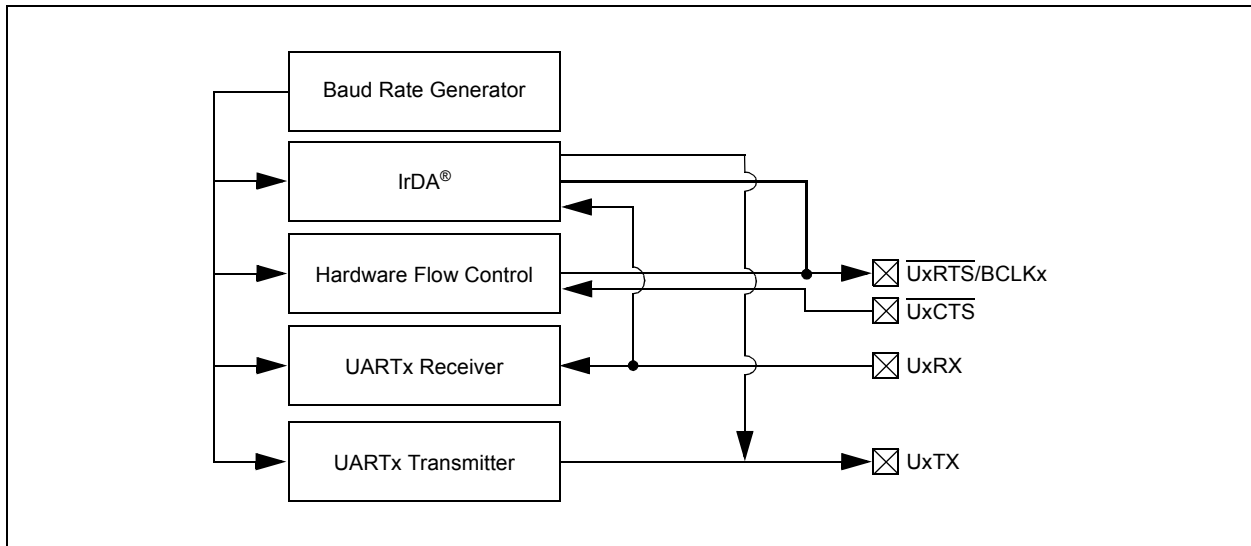 Baud Rate Generator
IrDA®
Hardware Flow Control
UxRTS/BCLKx
UxCTS
UARTx Receiver
UxRX
UARTx Transmitter
UxTX